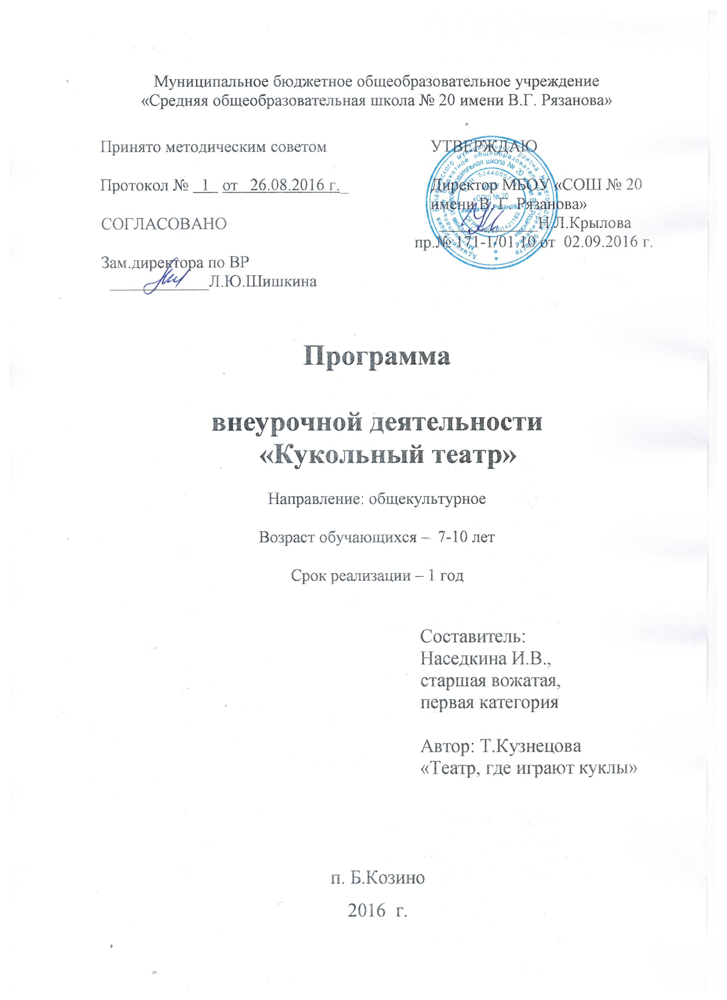 Муниципальное бюджетное общеобразовательное учреждение
«Средняя общеобразовательная школа № 20 имени В.Г. Рязанова»
Принято методическим советом
Протокол № 1 от 26.08.2016 г.
СОГЛАСОВАНО
Зам.директора по ВР
Л.Ю.Шишкина
УТВЕРЖДАЮ
Директор МБОУ «СОШ № 20
имени В. Г. Рязанова»
Н.Л.Крылова
пр.№ 171-1/01.10 от 02.09.2016 г.
Программа
внеурочной деятельности
«Кукольный театр»
Направление: общекультурное
Возраст обучающихся – 7-10 лет
Срок реализации – 1 год
Составитель:
Наседкина И.В.,
старшая вожатая,
первая категория
Автор: Т.Кузнецова
«Театр, где играют куклы»
п. Б.Козино
2016 г.